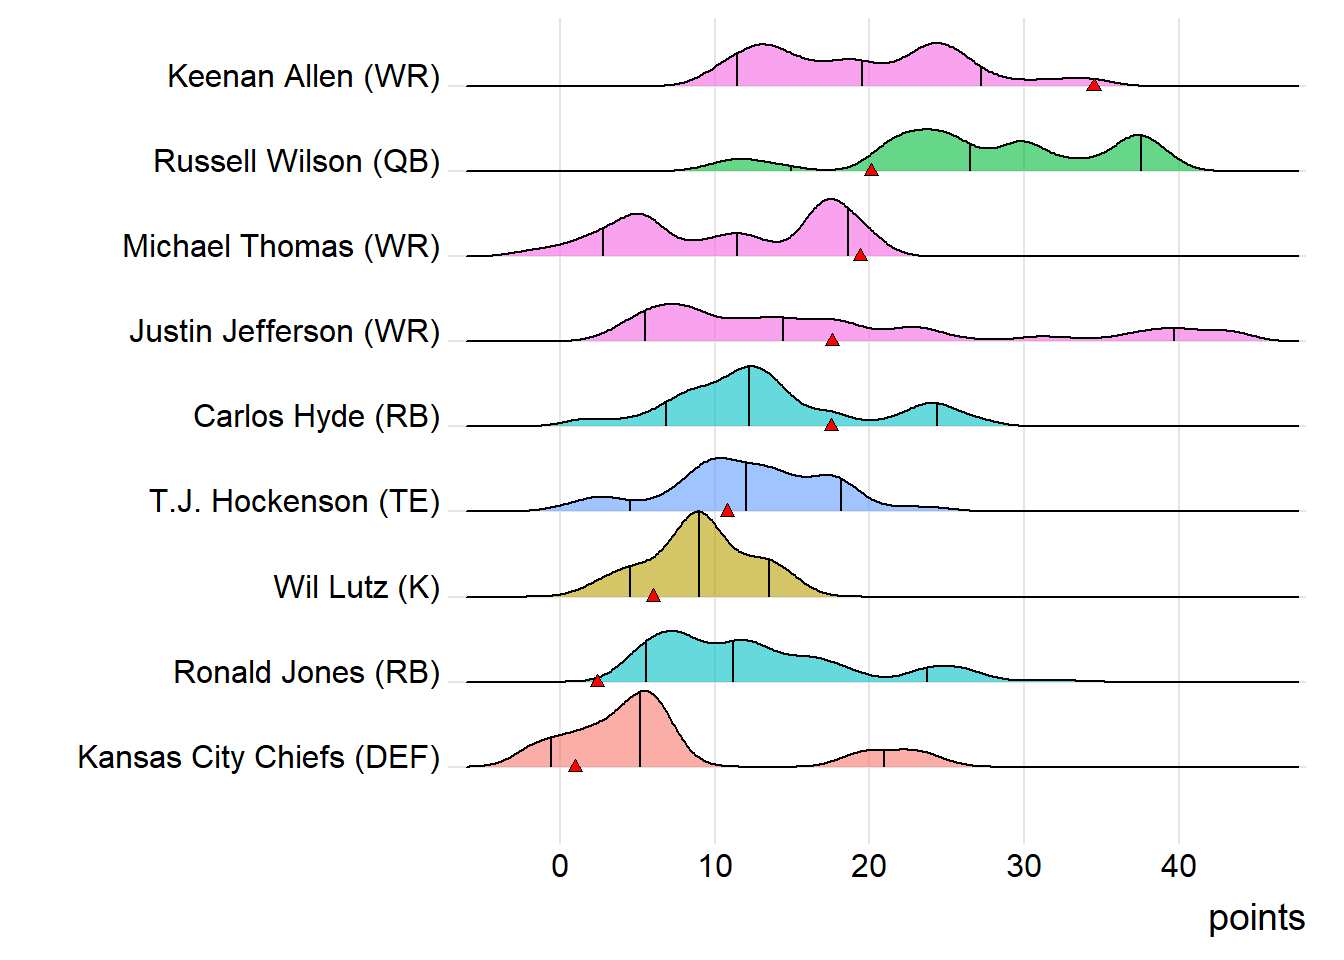 Keenan Allen (WR)
Russell Wilson (QB)
Michael Thomas (WR)
Justin Jefferson (WR)
Carlos Hyde (RB)
T.J. Hockenson (TE)
Wil Lutz (K)
Ronald Jones (RB)
Kansas City Chiefs (DEF)
0 10 20 30 40
points